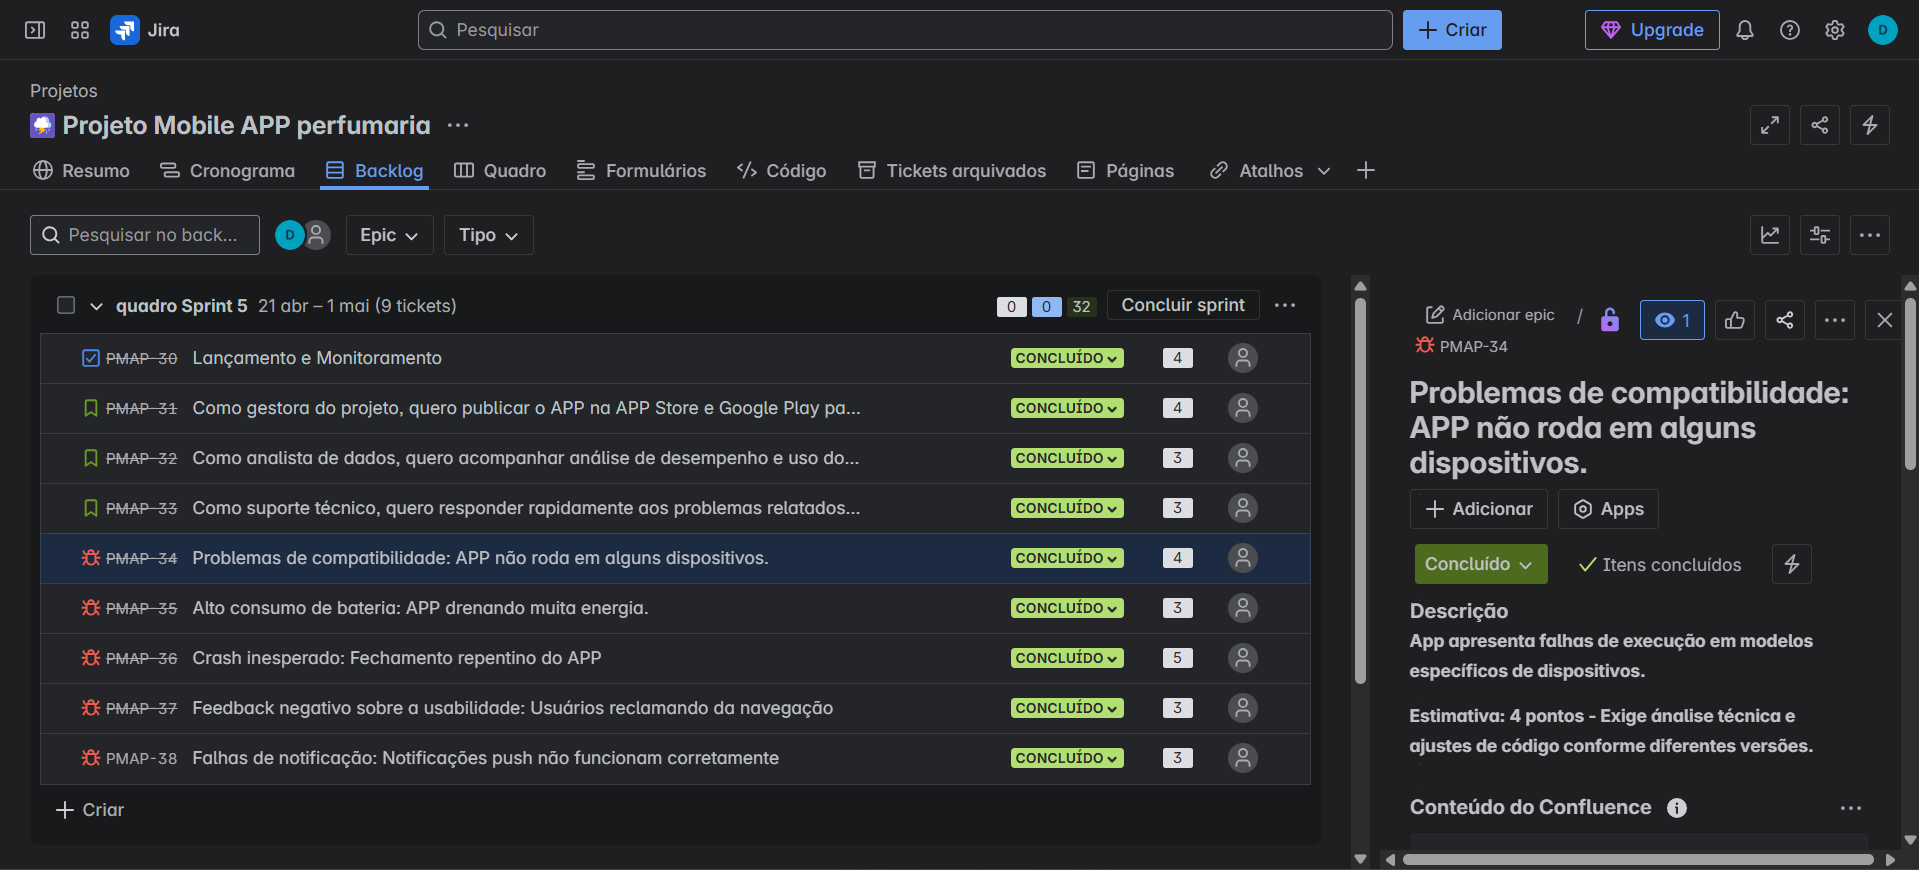 Jira
Pesquisar
Criar
Upgrade
D
Projetos
Projeto Mobile APP perfumaria
Resumo
Cronograma
Backlog
Quadro
Formulários
Código
Tickets arquivados
Páginas
Atalhos
Pesquisar no back...
D
Epic
Tipo
quadro Sprint 5 21 abr – 1 mai (9 tickets)
0 0 32
Concluir sprint
PMAP-30 Lançamento e Monitoramento CONCLUÍDO 4
PMAP-31 Como gestora do projeto, quero publicar o APP na APP Store e Google Play pa... CONCLUÍDO 4
PMAP-32 Como analista de dados, quero acompanhar análise de desempenho e uso do... CONCLUÍDO 3
PMAP-33 Como suporte técnico, quero responder rapidamente aos problemas relatados... CONCLUÍDO 3
PMAP-34 Problemas de compatibilidade: APP não roda em alguns dispositivos. CONCLUÍDO 4
PMAP-35 Alto consumo de bateria: APP drenando muita energia. CONCLUÍDO 3
PMAP-36 Crash inesperado: Fechamento repentino do APP CONCLUÍDO 5
PMAP-37 Feedback negativo sobre a usabilidade: Usuários reclamando da navegação CONCLUÍDO 3
PMAP-38 Falhas de notificação: Notificações push não funcionam corretamente CONCLUÍDO 3
Criar
Adicionar epic / 1
PMAP-34
Problemas de compatibilidade:
APP não roda em alguns
dispositivos.
Adicionar
Apps
Concluído
Itens concluídos
Descrição
App apresenta falhas de execução em modelos
específicos de dispositivos.
Estimativa: 4 pontos - Exige ánalise técnica e
ajustes de código conforme diferentes versões.
Conteúdo do Confluence